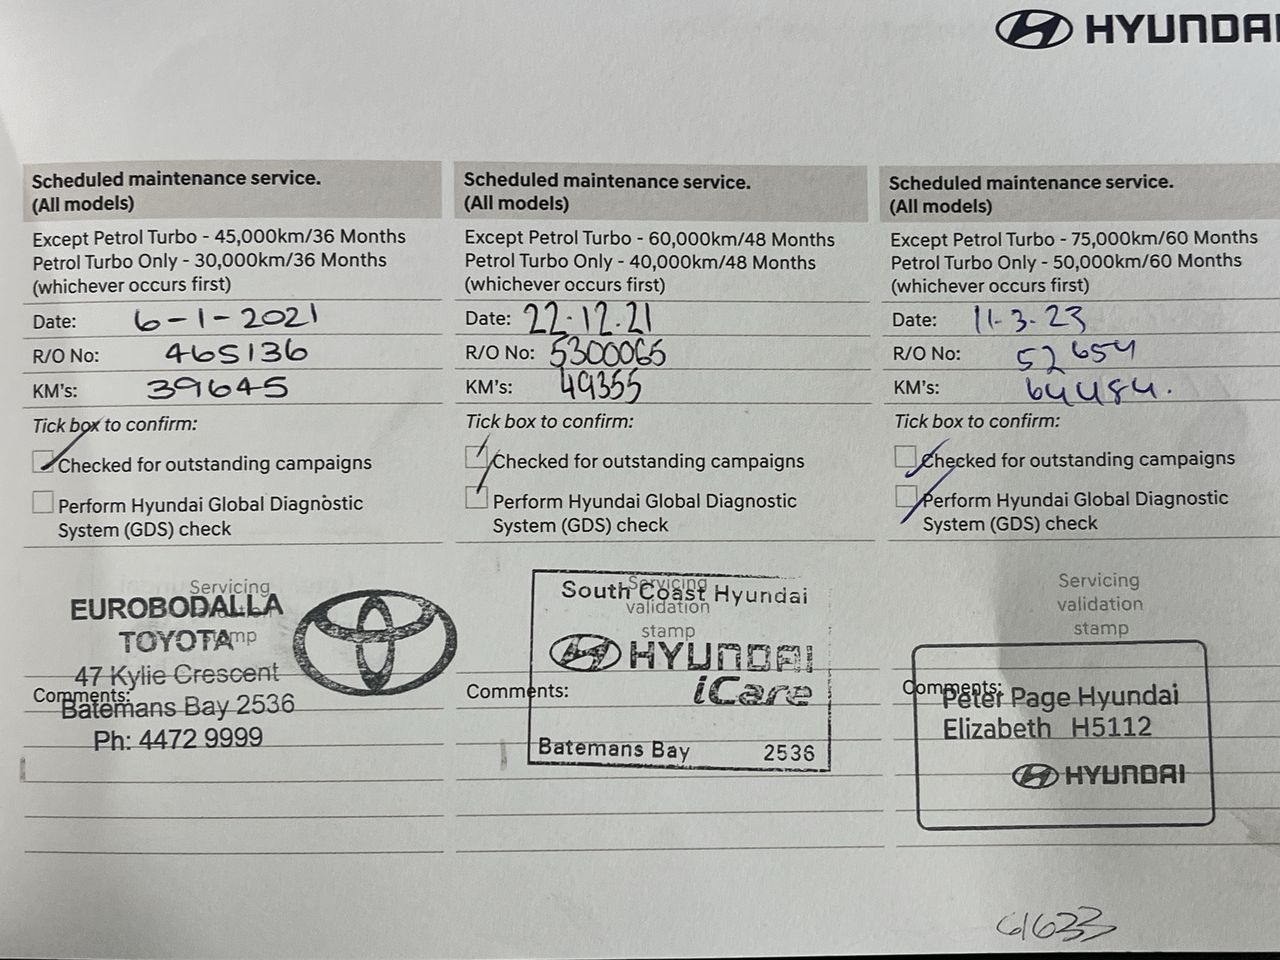 HYUNDAI
Scheduled maintenance service.
(All models)
Except Petrol Turbo - 45,000km/36 Months
Petrol Turbo Only - 30,000km/36 Months
(whichever occurs first)
Date: 6-1-2021
R/O No: 465136
KM's: 39645
Tick box to confirm:
Checked for outstanding campaigns
Perform Hyundai Global Diagnostic
System (GDS) check
Servicing
EUROBODALLA
TOYOTA
47 Kylie Crescent
Comments:
Batemans Bay 2536
Ph: 4472 9999
Scheduled maintenance service.
(All models)
Except Petrol Turbo - 60,000km/48 Months
Petrol Turbo Only - 40,000km/48 Months
(whichever occurs first)
Date: 22.12.21
R/O No: 5300065
KM's: 49355
Tick box to confirm:
Checked for outstanding campaigns
Perform Hyundai Global Diagnostic
System (GDS) check
Servicing
South Coast Hyundai
validation
stamp
HYUNDAI
iCare
Comments:
Batemans Bay 2536
Scheduled maintenance service.
(All models)
Except Petrol Turbo - 75,000km/60 Months
Petrol Turbo Only - 50,000km/60 Months
(whichever occurs first)
Date: 11-3-23
R/O No: 52654
KM's: 64484.
Tick box to confirm:
Checked for outstanding campaigns
Perform Hyundai Global Diagnostic
System (GDS) check
Servicing
validation
stamp
Comments:
Peter Page Hyundai
Elizabeth H5112
HYUNDAI
61633